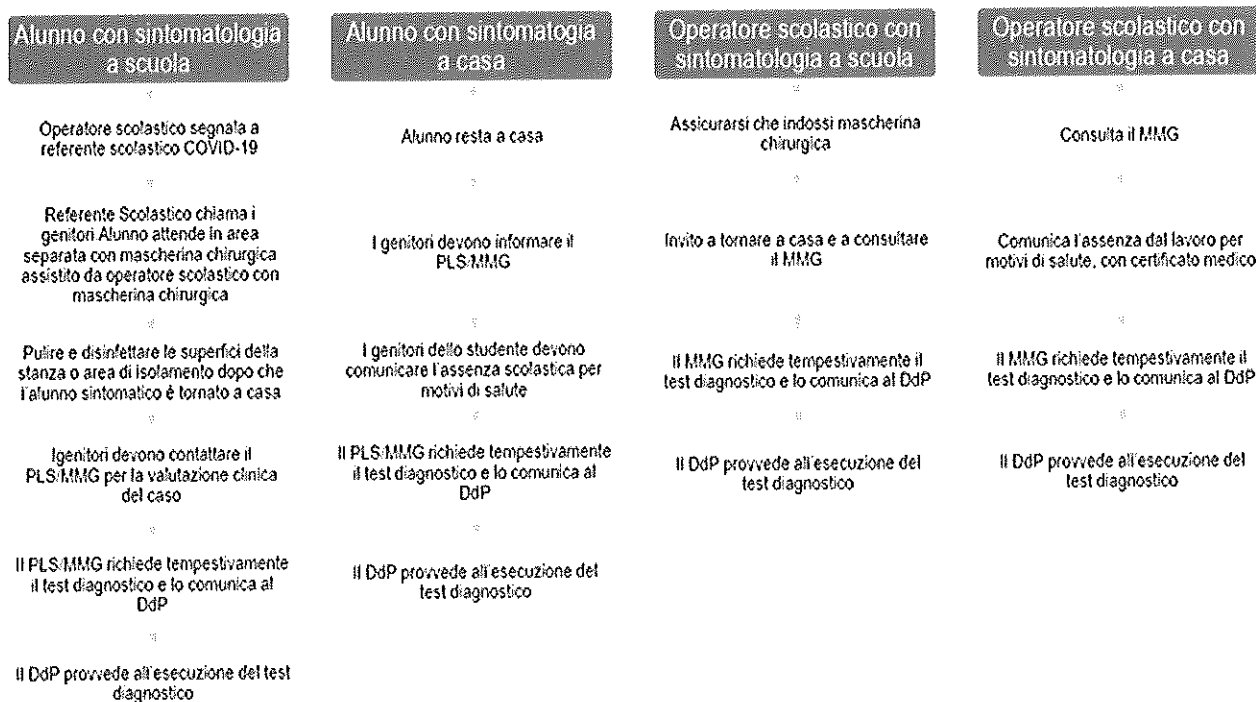 Alunno con sintomatologia
a scuola
Operatore scolastico segnala a
referente scolastico COVID-19
Referente Scolastico chiama i
genitori.Alunno attende in area
separata con mascherina chirurgica
assistito da operatore scolastico con
mascherina chirurgica
Pulire e disinfettare le superfici della
stanza o area di isolamento dopo che
l'alunno sintomatico è tornato a casa
Igenitori devono contattare il
PLS/MMG per la valutazione clinica
del caso
Il PLS/MMG richiede tempestivamente
il test diagnostico e lo comunica al
DdP
Il DdP provvede all'esecuzione del test
diagnostico
Alunno con sintomatogia
a casa
Alunno resta a casa
I genitori devono informare il
PLS/MMG
I genitori dello studente devono
comunicare l'assenza scolastica per
motivi di salute
Il PLS/MMG richiede tempestivamente
il test diagnostico e lo comunica al
DdP
Il DdP provvede all'esecuzione del
test diagnostico
Operatore scolastico con
sintomatologia a scuola
Assicurarsi che indossi mascherina
chirurgica
Invito a tornare a casa e a consultare
il MMG
Il MMG richiede tempestivamente il
test diagnostico e lo comunica al DdP
Il DdP provvede all'esecuzione del
test diagnostico
Operatore scolastico con
sintomatologia a casa
Consulta il MMG
Comunica l'assenza dal lavoro per
motivi di salute, con certificato medico
Il MMG richiede tempestivamente il
test diagnostico e lo comunica al DdP
Il DdP provvede all'esecuzione del
test diagnostico